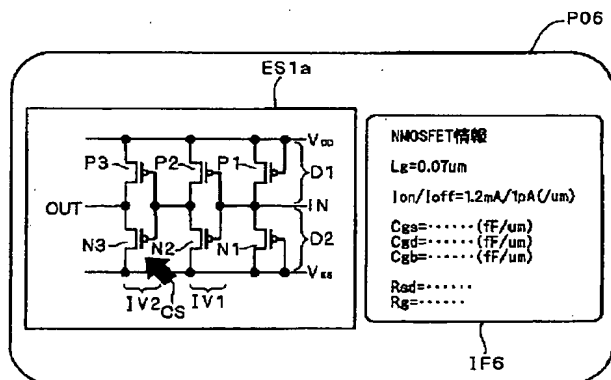 P06
ES1a
P3 P2 P1 VDD
D1
OUT IN
D2
N3 N2 N1
VSS
IV2 IV1
CS
NMOSFET情報
Lg=0.07um
Ion/Ioff=1.2mA/1pA(/um)
Cgs=······(fF/um)
Cgd=······(fF/um)
Cgb=······(fF/um)
Rsd=······
Rg=······
IF6